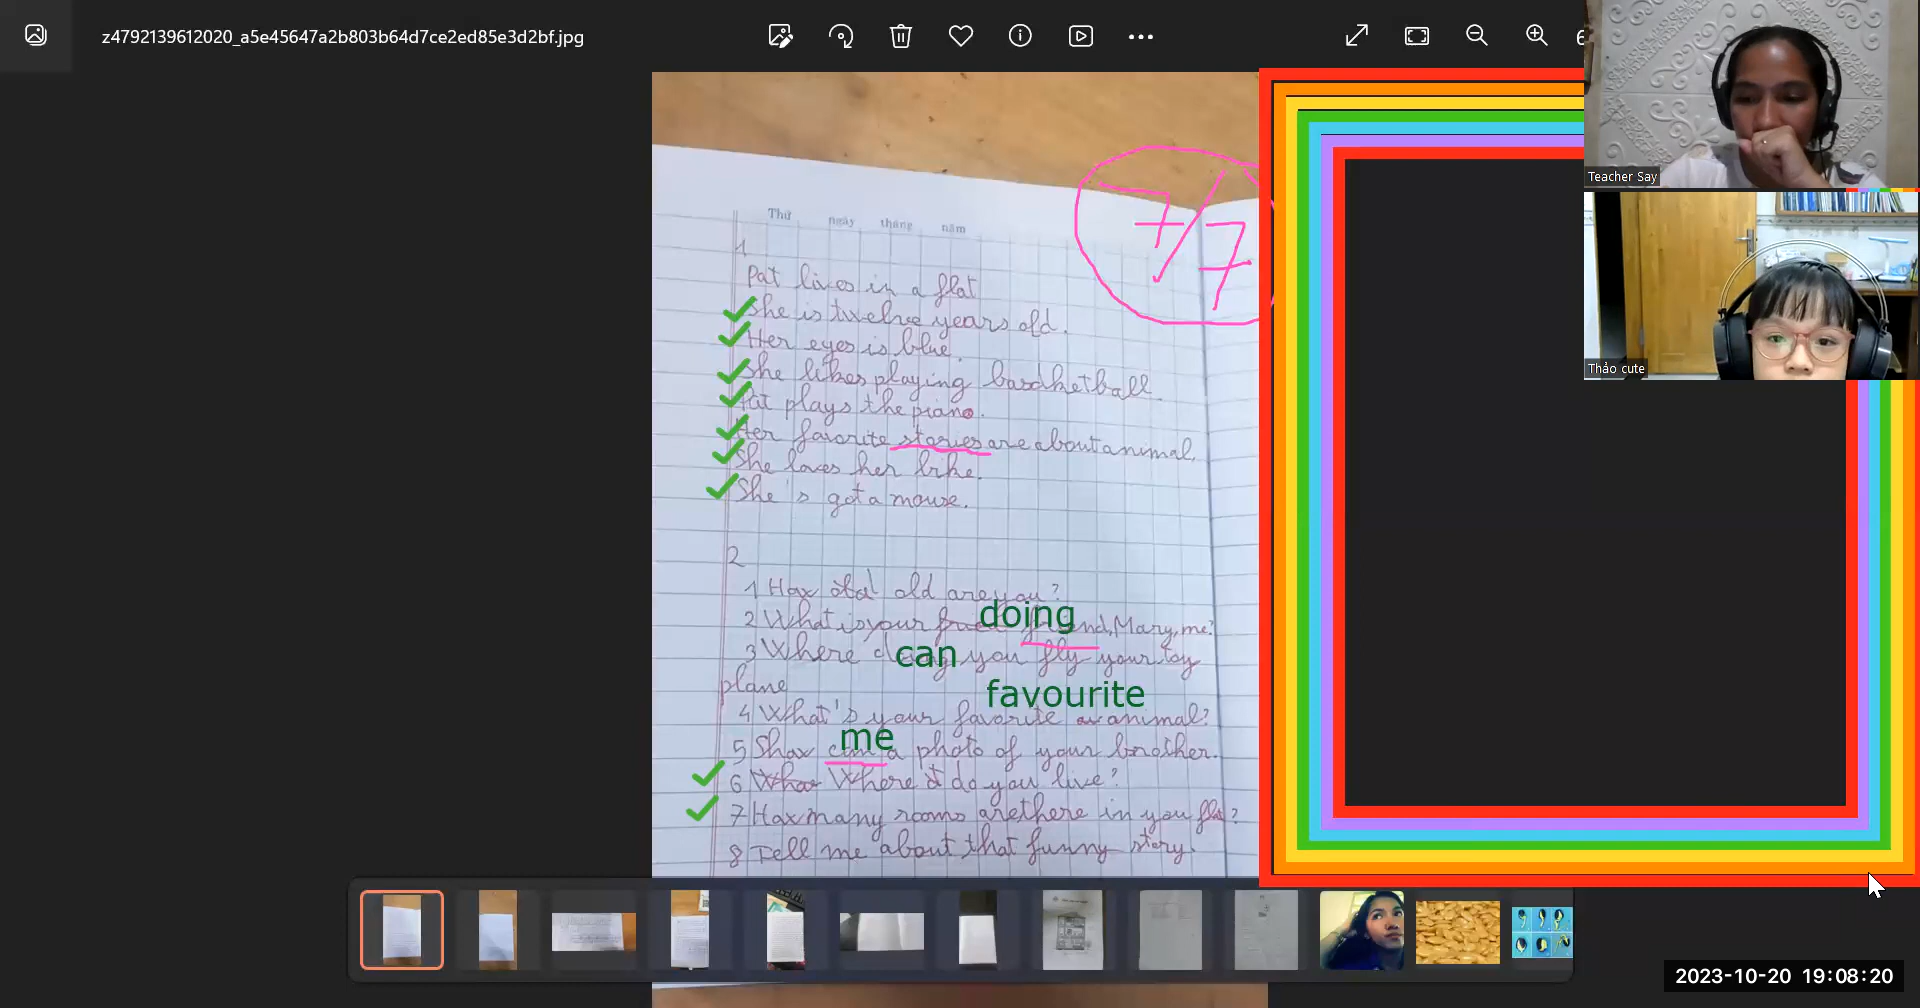 z4792139612020_a5e45647a2b803b64d7ce2ed85e3d2bf.jpg
Teacher Say
Thảo cute
7/7
Thứ ngày tháng năm
1
Pat lives in a flat
She is twelve years old.
Her eyes is blue.
She likes playing basdketball.
Pat plays the piano.
Her favorite stories are about animal.
She loves her bike.
She's got a mouse.
2
1 How old are you?
doing
2 What is your friend, Mary, me?
can
3 Where you fly your toy
plane
favourite
4 What's your favorite animal?
me
5 Show a photo of your brother.
6 Where do you live?
7 How many rooms are there in you flat?
8 Tell me about that funny story.
2023-10-20 19:08:20